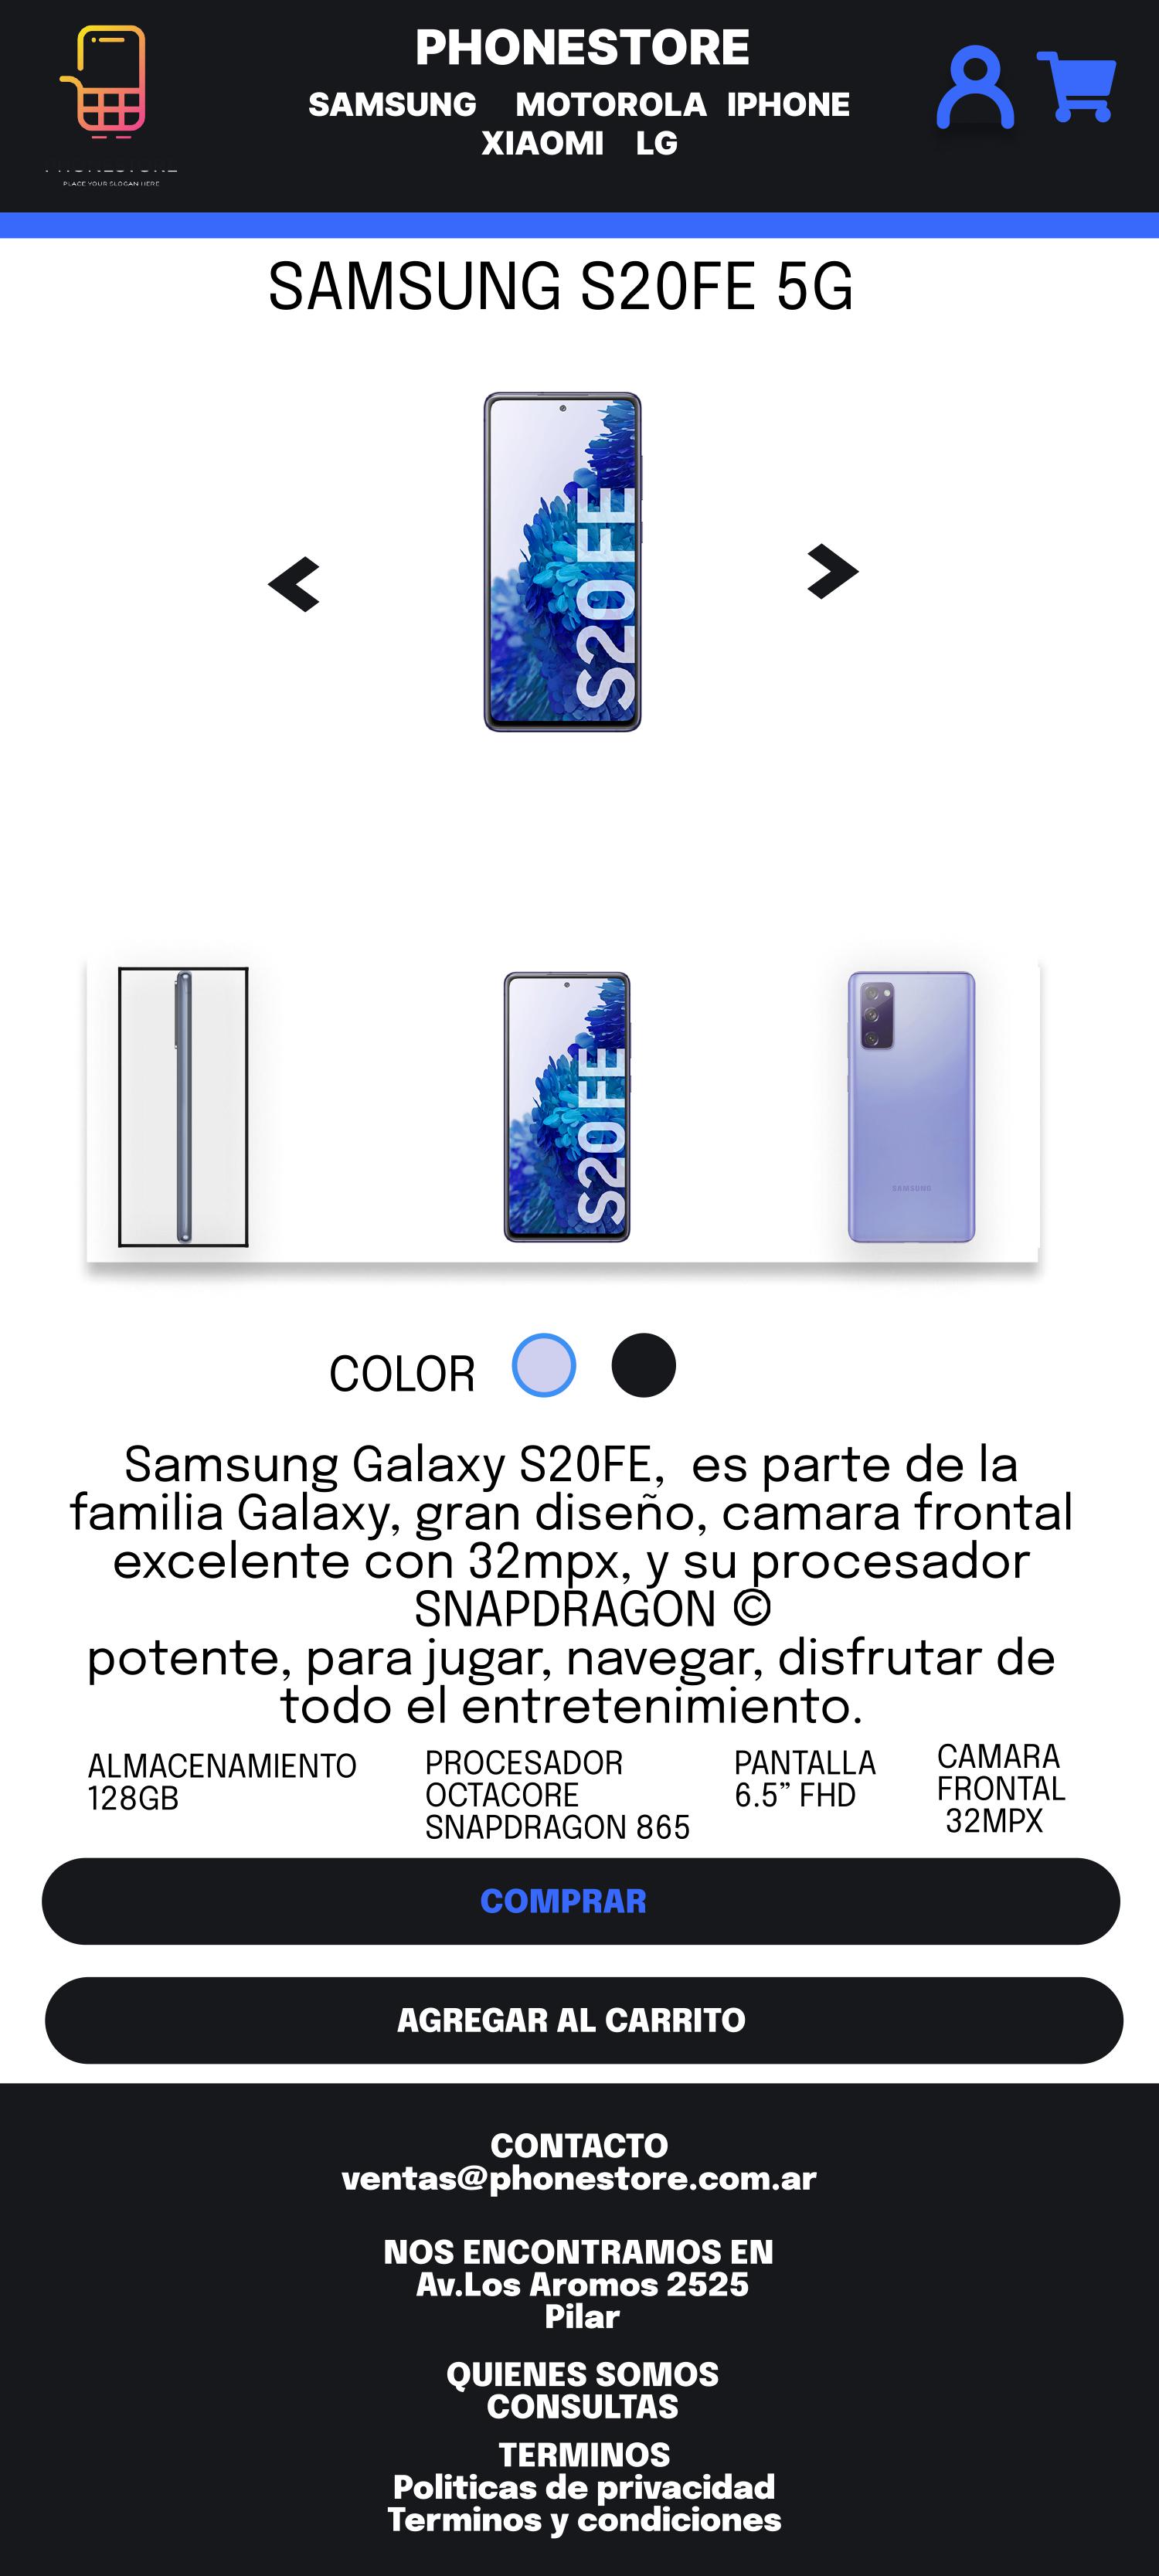 PHONESTORE
SAMSUNG MOTOROLA IPHONE
XIAOMI LG
PLACE YOUR SLOGAN HERE
SAMSUNG S20FE 5G
S20 FE
S20 FE
SAMSUNG
COLOR
Samsung Galaxy S20FE, es parte de la
familia Galaxy, gran diseño, camara frontal
excelente con 32mpx, y su procesador
SNAPDRAGON ©
potente, para jugar, navegar, disfrutar de
todo el entretenimiento.
ALMACENAMIENTO
128GB
PROCESADOR
OCTACORE
SNAPDRAGON 865
PANTALLA
6.5” FHD
CAMARA
FRONTAL
32MPX
COMPRAR
AGREGAR AL CARRITO
CONTACTO
ventas@phonestore.com.ar
NOS ENCONTRAMOS EN
Av.Los Aromos 2525
Pilar
QUIENES SOMOS
CONSULTAS
TERMINOS
Politicas de privacidad
Terminos y condiciones